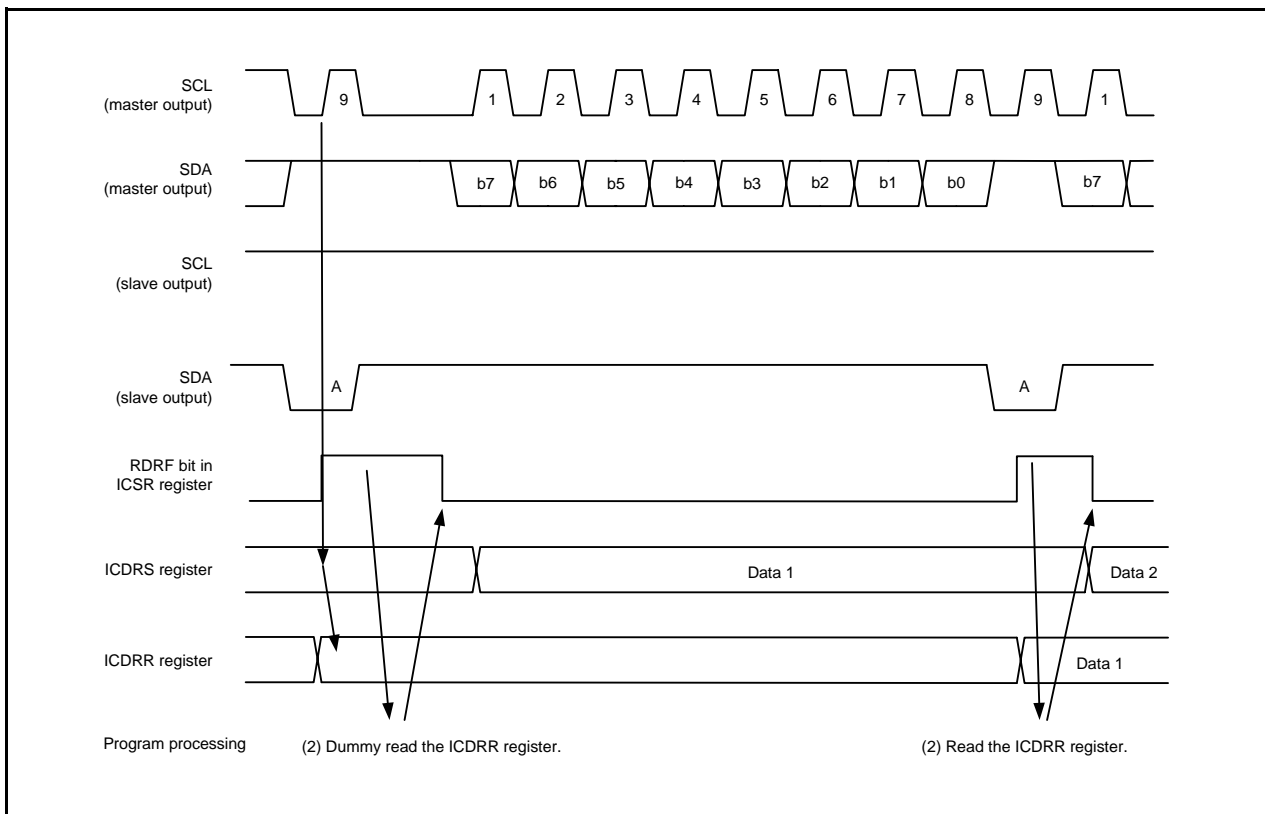 SCL
(master output)
9 1 2 3 4 5 6 7 8 9 1
SDA
(master output)
b7 b6 b5 b4 b3 b2 b1 b0 b7
SCL
(slave output)
SDA
(slave output)
A A
RDRF bit in
ICSR register
ICDRS register
Data 1 Data 2
ICDRR register
Data 1
Program processing
(2) Dummy read the ICDRR register.
(2) Read the ICDRR register.